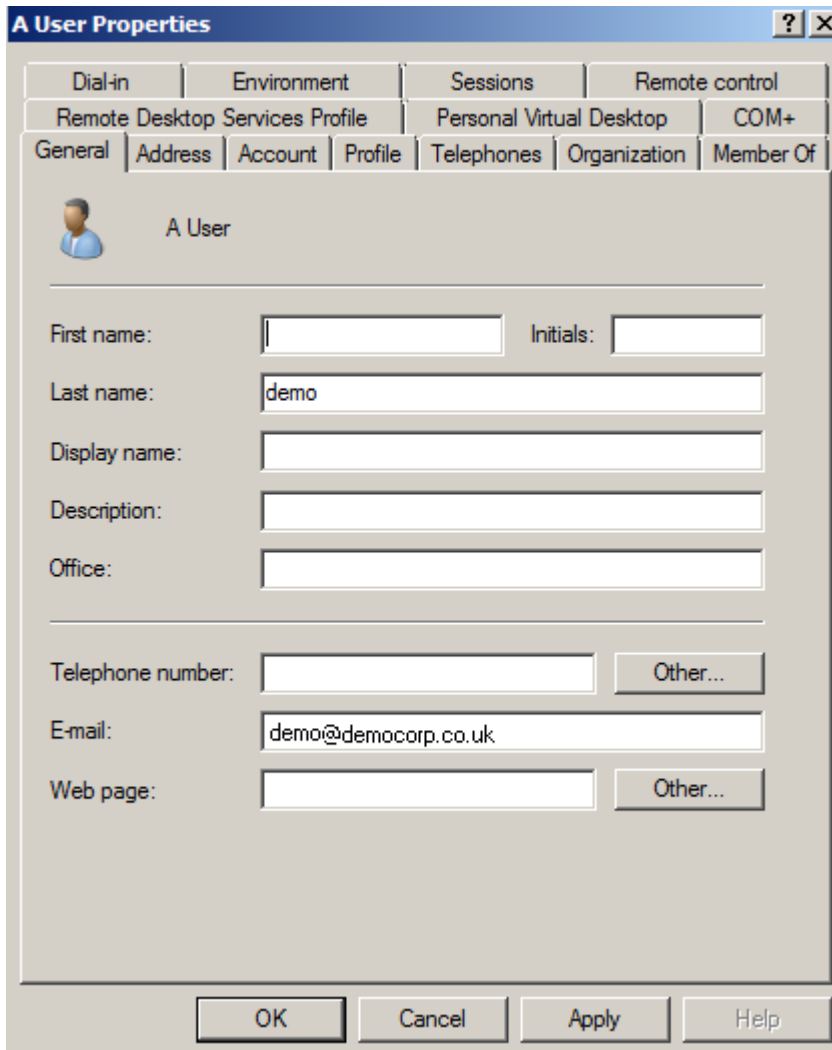 A User Properties
Dial-in Environment Sessions Remote control
Remote Desktop Services Profile Personal Virtual Desktop COM+
General Address Account Profile Telephones Organization Member Of
A User
First name: Initials:
Last name: demo
Display name:
Description:
Office:
Telephone number: Other...
E-mail: demo@democorp.co.uk
Web page: Other...
OK Cancel Apply Help